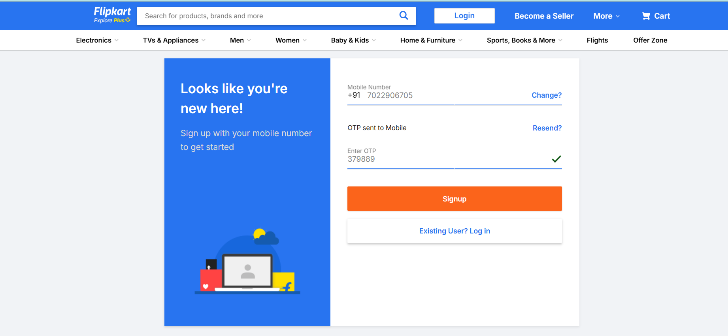 Flipkart
Explore Plus
Search for products, brands and more
Login
Become a Seller
More
Cart
Electronics
TVs & Appliances
Men
Women
Baby & Kids
Home & Furniture
Sports, Books & More
Flights
Offer Zone
Looks like you're
new here!
Sign up with your mobile number
to get started
Mobile Number
+91 7022906705
Change?
OTP sent to Mobile
Resend?
Enter OTP
379889
Signup
Existing User? Log in